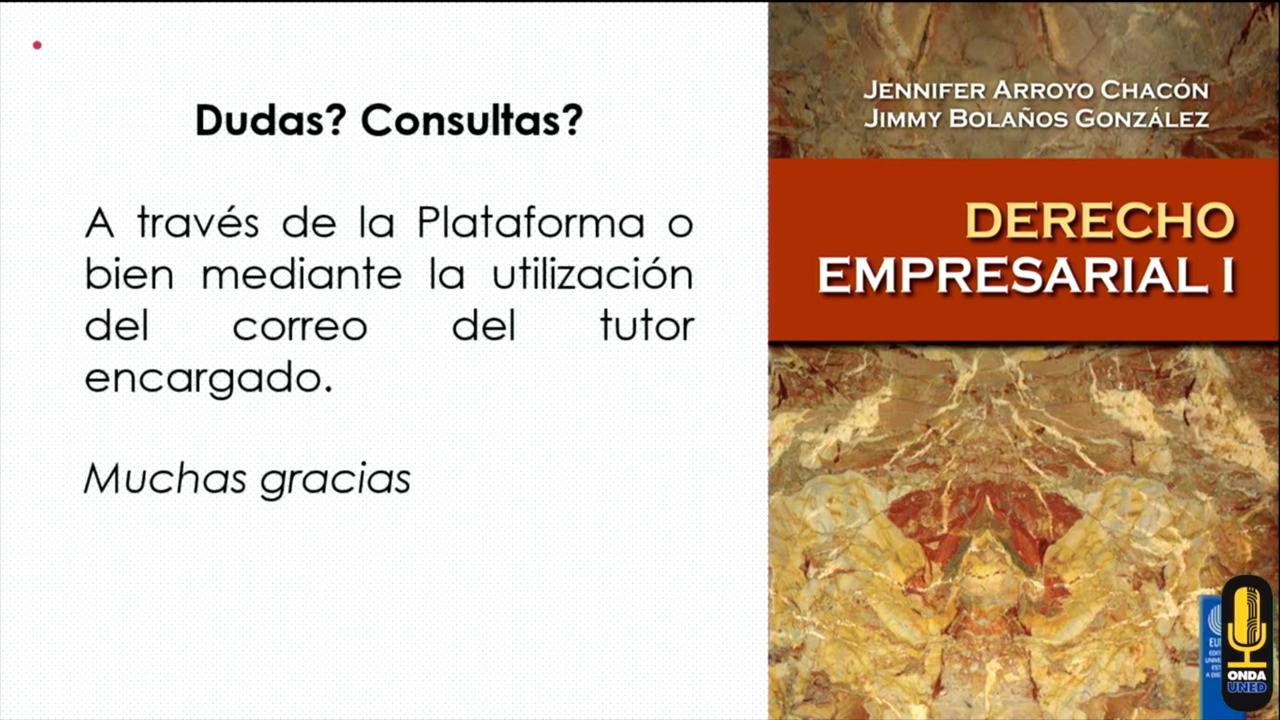 Dudas? Consultas?
A través de la Plataforma o
bien mediante la utilización
del correo del tutor
encargado.
Muchas gracias
JENNIFER ARROYO CHACÓN
JIMMY BOLAÑOS GONZÁLEZ
DERECHO
EMPRESARIAL I
ONDA
UNED